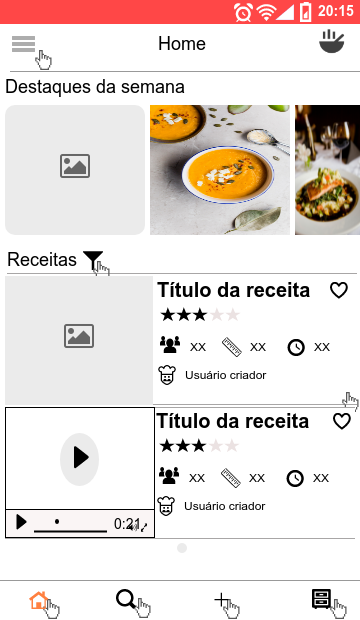 20:15
Home
Destaques da semana
Receitas
Título da receita
XX XX XX
Usuário criador
Título da receita
XX XX XX
Usuário criador
0:21